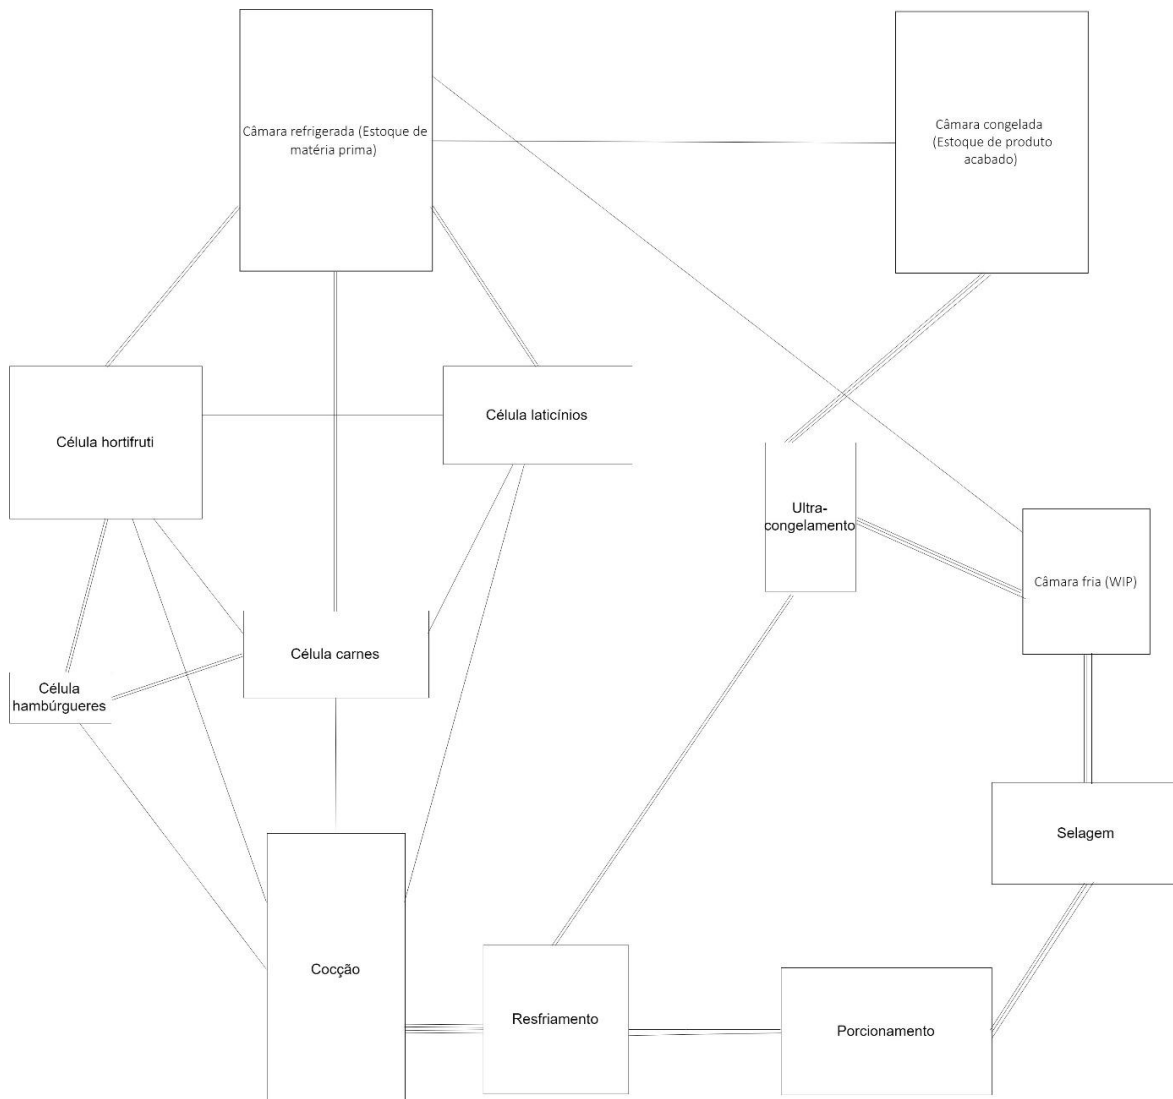 Câmara refrigerada (Estoque de
matéria prima)
Câmara congelada
(Estoque de produto
acabado)
Célula hortifruti
Célula laticínios
Ultra-
congelamento
Câmara fria (WIP)
Célula carnes
Célula
hambúrgueres
Selagem
Cocção
Resfriamento
Porcionamento